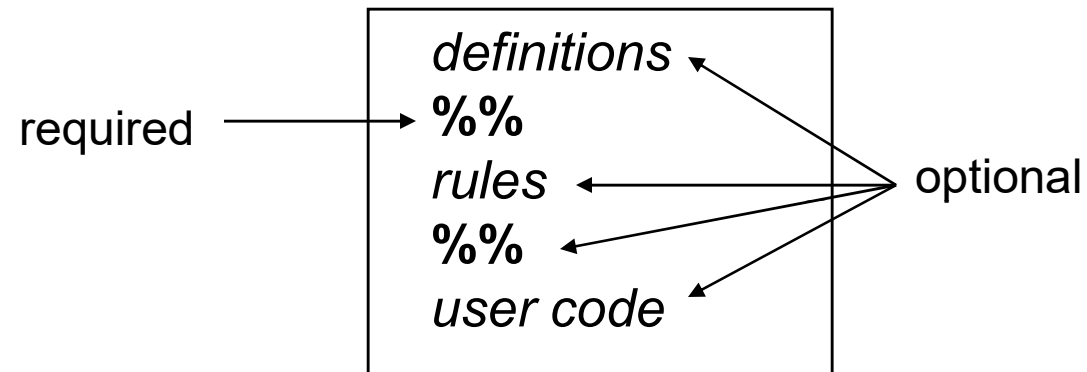 definitions
%%
required
rules
optional
%%
user code